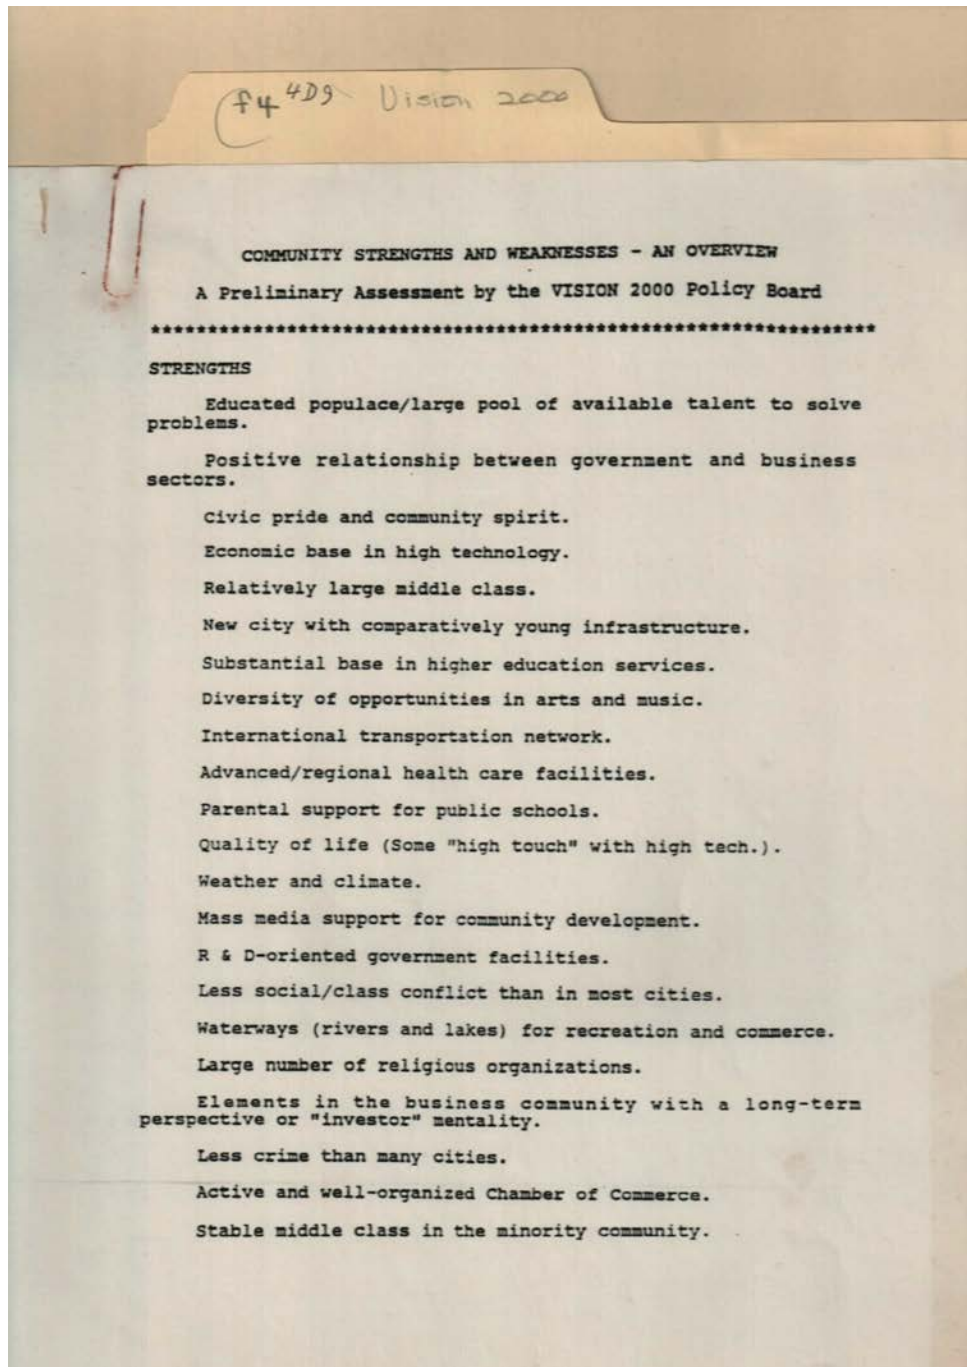 f4 4D9 Vision 2000
COMMUNITY STRENGTHS AND WEAKNESSES - AN OVERVIEW
A Preliminary Assessment by the VISION 2000 Policy Board
**********************************************************************
STRENGTHS
Educated populace/large pool of available talent to solve
problems.
Positive relationship between government and business
sectors.
Civic pride and community spirit.
Economic base in high technology.
Relatively large middle class.
New city with comparatively young infrastructure.
Substantial base in higher education services.
Diversity of opportunities in arts and music.
International transportation network.
Advanced/regional health care facilities.
Parental support for public schools.
Quality of life (Some "high touch" with high tech.).
Weather and climate.
Mass media support for community development.
R & D-oriented government facilities.
Less social/class conflict than in most cities.
Waterways (rivers and lakes) for recreation and commerce.
Large number of religious organizations.
Elements in the business community with a long-term
perspective or "investor" mentality.
Less crime than many cities.
Active and well-organized Chamber of Commerce.
Stable middle class in the minority community.